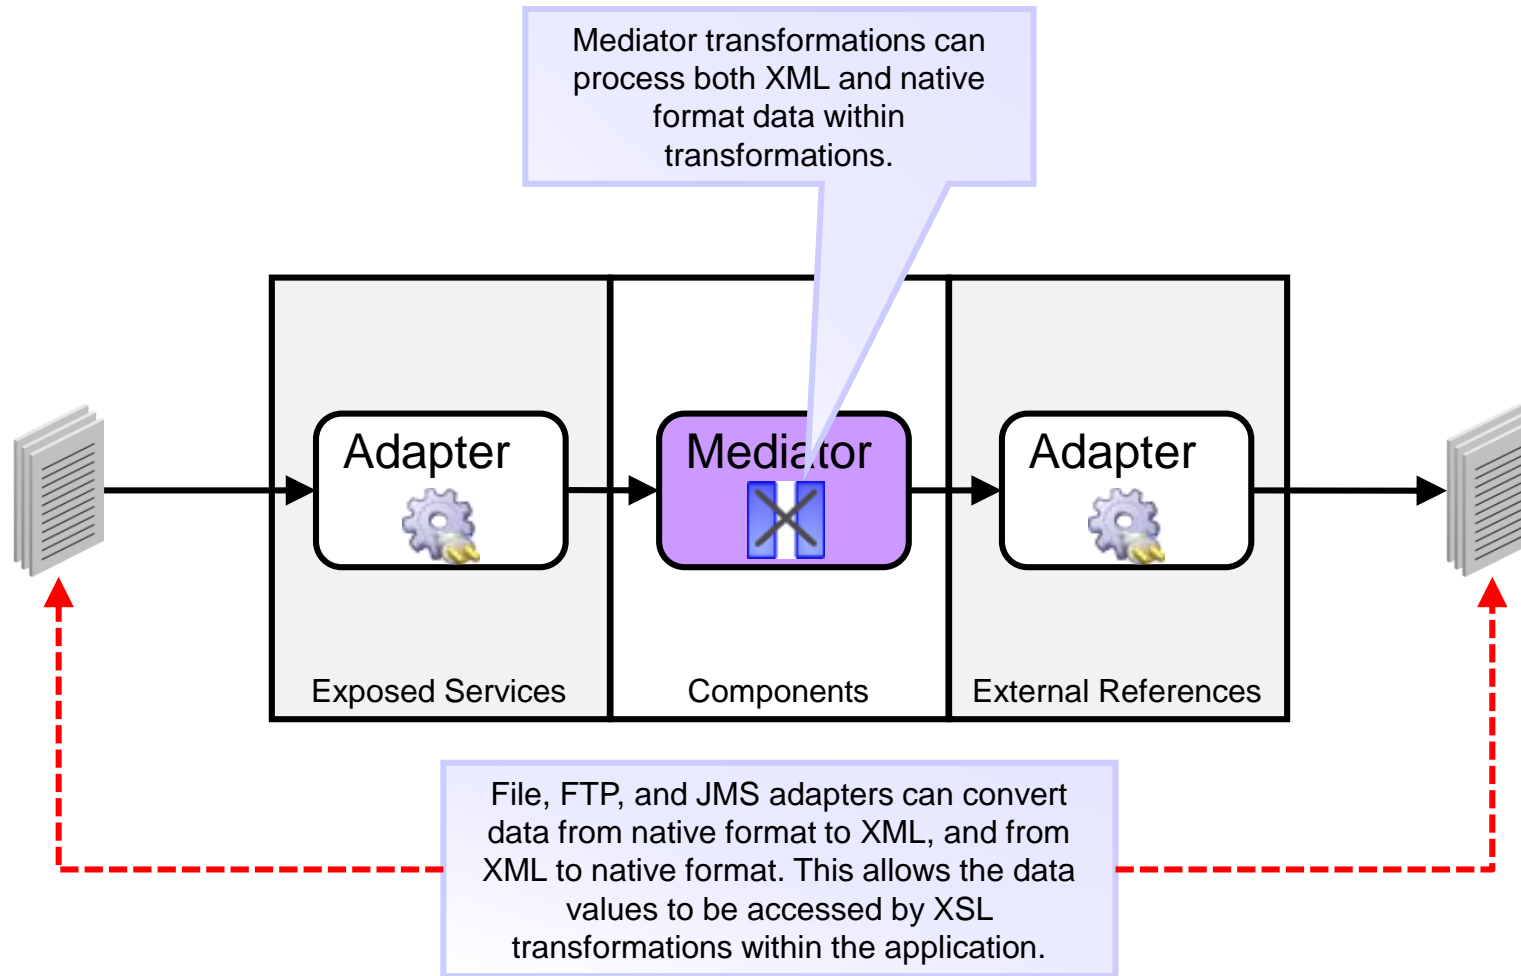 Mediator transformations can
process both XML and native
format data within
transformations.
Adapter
Mediator
Adapter
Exposed Services
Components
External References
File, FTP, and JMS adapters can convert
data from native format to XML, and from
XML to native format. This allows the data
values to be accessed by XSL
transformations within the application.